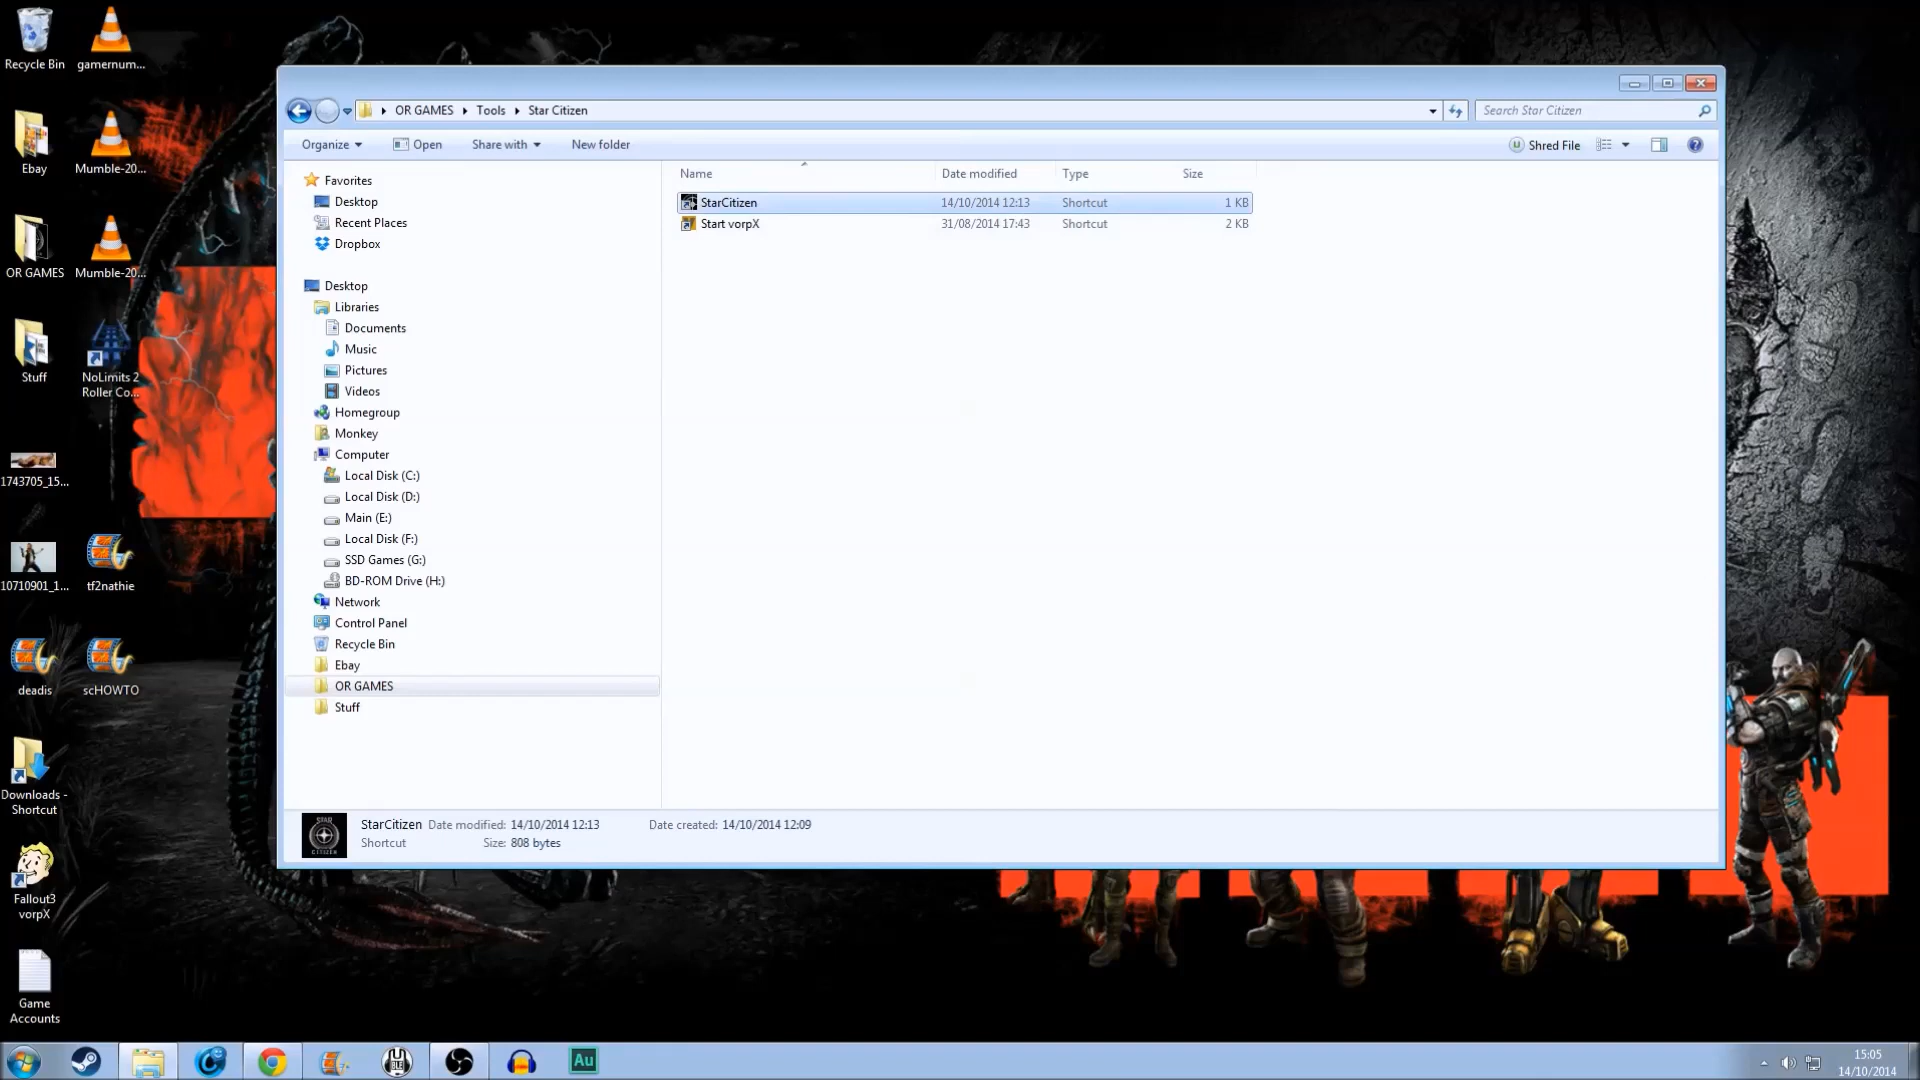 Recycle Bin
gamernum...
Ebay
Mumble-20...
OR GAMES
Mumble-20...
Stuff
NoLimits 2
Roller Co...
1743705_15...
10710901_1...
tf2nathie
deadis
scHOWTO
Downloads -
Shortcut
Fallout3
vorpX
Game
Accounts
OR GAMES Tools Star Citizen
Search Star Citizen
Organize Open Share with New folder
Shred File
Favorites
Desktop
Recent Places
Dropbox
Desktop
Libraries
Documents
Music
Pictures
Videos
Homegroup
Monkey
Computer
Local Disk (C:)
Local Disk (D:)
Main (E:)
Local Disk (F:)
SSD Games (G:)
BD-ROM Drive (H:)
Network
Control Panel
Recycle Bin
Ebay
OR GAMES
Stuff
Name Date modified Type Size
StarCitizen 14/10/2014 12:13 Shortcut 1 KB
Start vorpX 31/08/2014 17:43 Shortcut 2 KB
STAR
CITIZEN
StarCitizen Date modified: 14/10/2014 12:13 Date created: 14/10/2014 12:09
Shortcut Size: 808 bytes
Au
15:05
14/10/2014